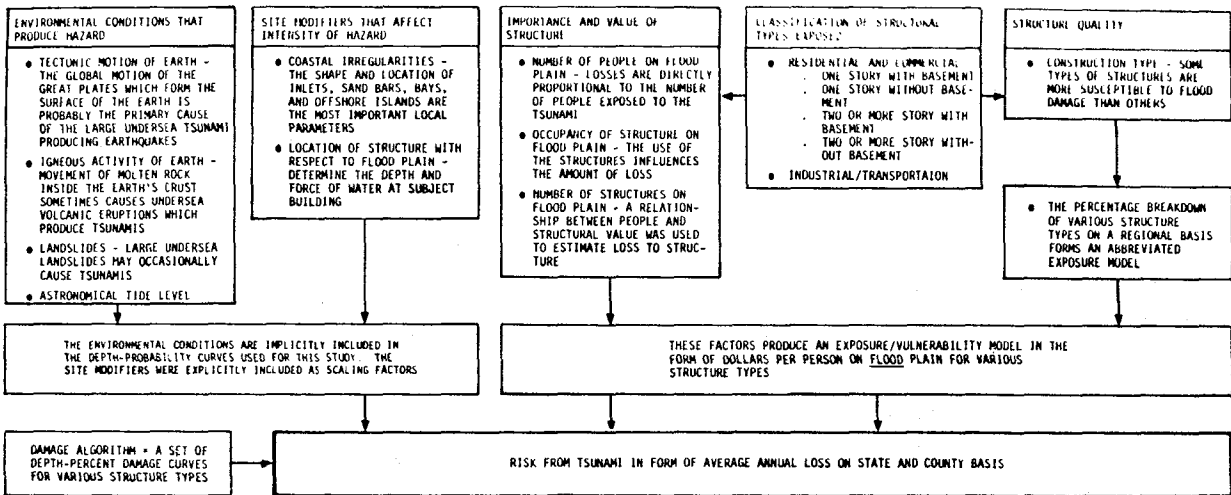 ENVIRONMENTAL CONDITIONS THAT
PRODUCE HAZARD
● TECTONIC MOTION OF EARTH -
THE GLOBAL MOTION OF THE
GREAT PLATES WHICH FORM THE
SURFACE OF THE EARTH IS
PROBABLY THE PRIMARY CAUSE
OF THE LARGE UNDERSEA TSUNAMI
PRODUCING EARTHQUAKES
● IGNEOUS ACTIVITY OF EARTH -
MOVEMENT OF MOLTEN ROCK
INSIDE THE EARTH'S CRUST
SOMETIMES CAUSES UNDERSEA
VOLCANIC ERUPTIONS WHICH
PRODUCE TSUNAMIS
● LANDSLIDES - LARGE UNDERSEA
LANDSLIDES MAY OCCASIONALLY
CAUSE TSUNAMIS
● ASTRONOMICAL TIDE LEVEL
SITE MODIFIERS THAT AFFECT
INTENSITY OF HAZARD
● COASTAL IRREGULARITIES -
THE SHAPE AND LOCATION OF
INLETS, SAND BARS, BAYS,
AND OFFSHORE ISLANDS ARE
THE MOST IMPORTANT LOCAL
PARAMETERS
● LOCATION OF STRUCTURE WITH
RESPECT TO FLOOD PLAIN -
DETERMINE THE DEPTH AND
FORCE OF WATER AT SUBJECT
BUILDING
IMPORTANCE AND VALUE OF
STRUCTURE
● NUMBER OF PEOPLE ON FLOOD
PLAIN - LOSSES ARE DIRECTLY
PROPORTIONAL TO THE NUMBER
OF PEOPLE EXPOSED TO THE
TSUNAMI
● OCCUPANCY OF STRUCTURE ON
FLOOD PLAIN - THE USE OF
THE STRUCTURES INFLUENCES
THE AMOUNT OF LOSS
● NUMBER OF STRUCTURES ON
FLOOD PLAIN - A RELATION-
SHIP BETWEEN PEOPLE AND
STRUCTURAL VALUE WAS USED
TO ESTIMATE LOSS TO STRUC-
TURE
CLASSIFICATION OF STRUCTURAL
TYPES EXPOSED
● RESIDENTIAL AND COMMERCIAL
. ONE STORY WITH BASEMENT
. ONE STORY WITHOUT BASE-
MENT
. TWO OR MORE STORY WITH
BASEMENT
. TWO OR MORE STORY WITH-
OUT BASEMENT
● INDUSTRIAL/TRANSPORTAION
STRUCTURE QUALITY
● CONSTRUCTION TYPE - SOME
TYPES OF STRUCTURES ARE
MORE SUSCEPTIBLE TO FLOOD
DAMAGE THAN OTHERS
● THE PERCENTAGE BREAKDOWN
OF VARIOUS STRUCTURE
TYPES ON A REGIONAL BASIS
FORMS AN ABBREVIATED
EXPOSURE MODEL
THE ENVIRONMENTAL CONDITIONS ARE IMPLICITLY INCLUDED IN
THE DEPTH-PROBABILITY CURVES USED FOR THIS STUDY. THE
SITE MODIFIERS WERE EXPLICITLY INCLUDED AS SCALING FACTORS
THESE FACTORS PRODUCE AN EXPOSURE/VULNERABILITY MODEL IN THE
FORM OF DOLLARS PER PERSON ON FLOOD PLAIN FOR VARIOUS
STRUCTURE TYPES
DAMAGE ALGORITHM - A SET OF
DEPTH-PERCENT DAMAGE CURVES
FOR VARIOUS STRUCTURE TYPES
RISK FROM TSUNAMI IN FORM OF AVERAGE ANNUAL LOSS ON STATE AND COUNTY BASIS